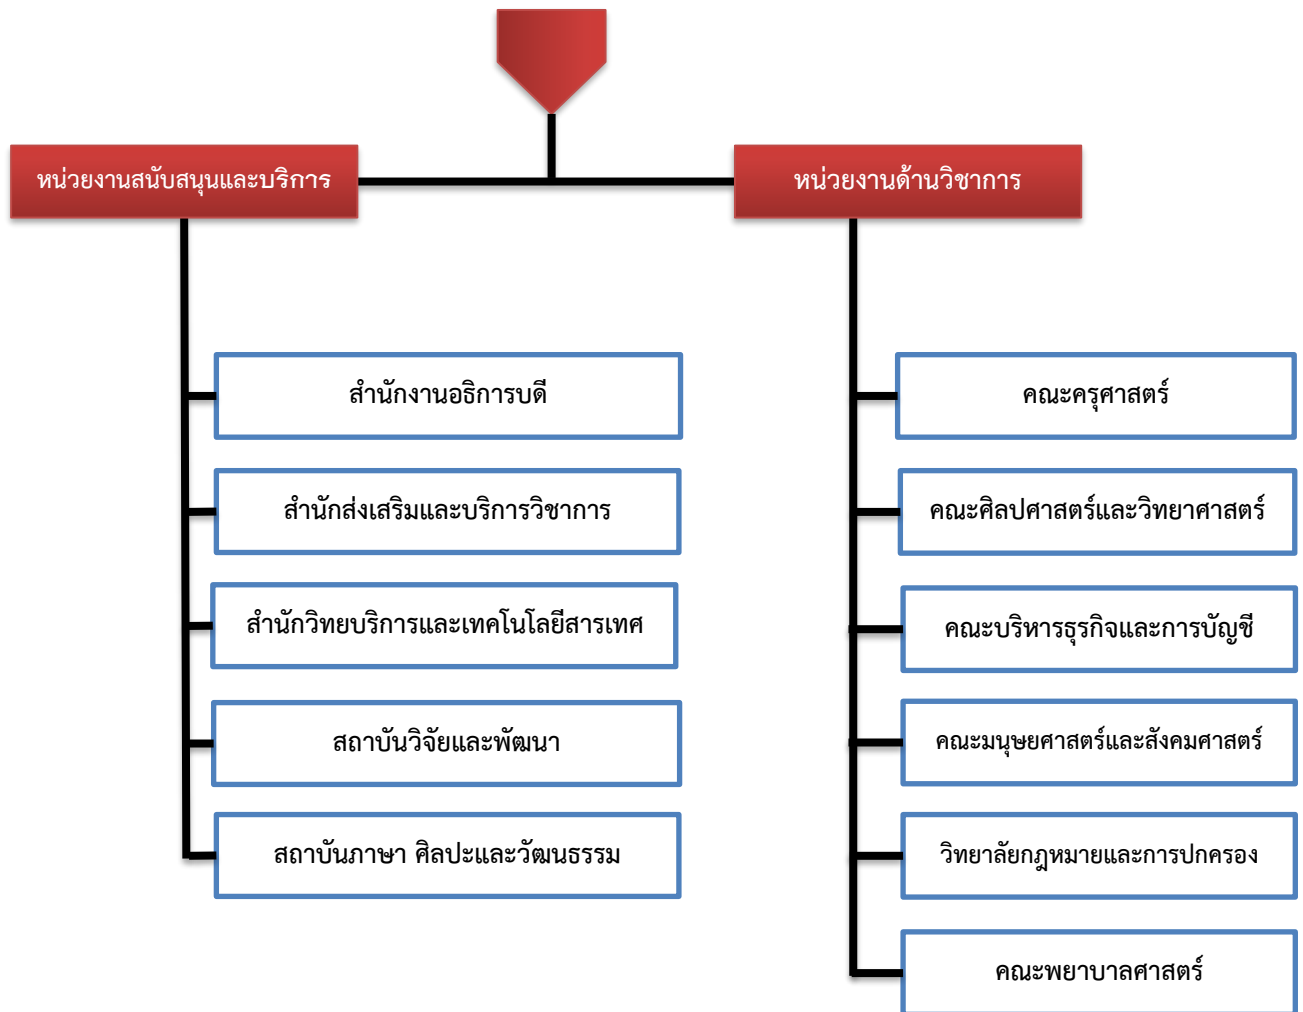 หน่วยงานสนับสนุนและบริการ
หน่วยงานด้านวิชาการ
สำนักงานอธิการบดี
สำนักส่งเสริมและบริการวิชาการ
สำนักวิทยบริการและเทคโนโลยีสารเทศ
สถาบันวิจัยและพัฒนา
สถาบันภาษา ศิลปะและวัฒนธรรม
คณะครุศาสตร์
คณะศิลปศาสตร์และวิทยาศาสตร์
คณะบริหารธุรกิจและการบัญชี
คณะมนุษยศาสตร์และสังคมศาสตร์
วิทยาลัยกฎหมายและการปกครอง
คณะพยาบาลศาสตร์